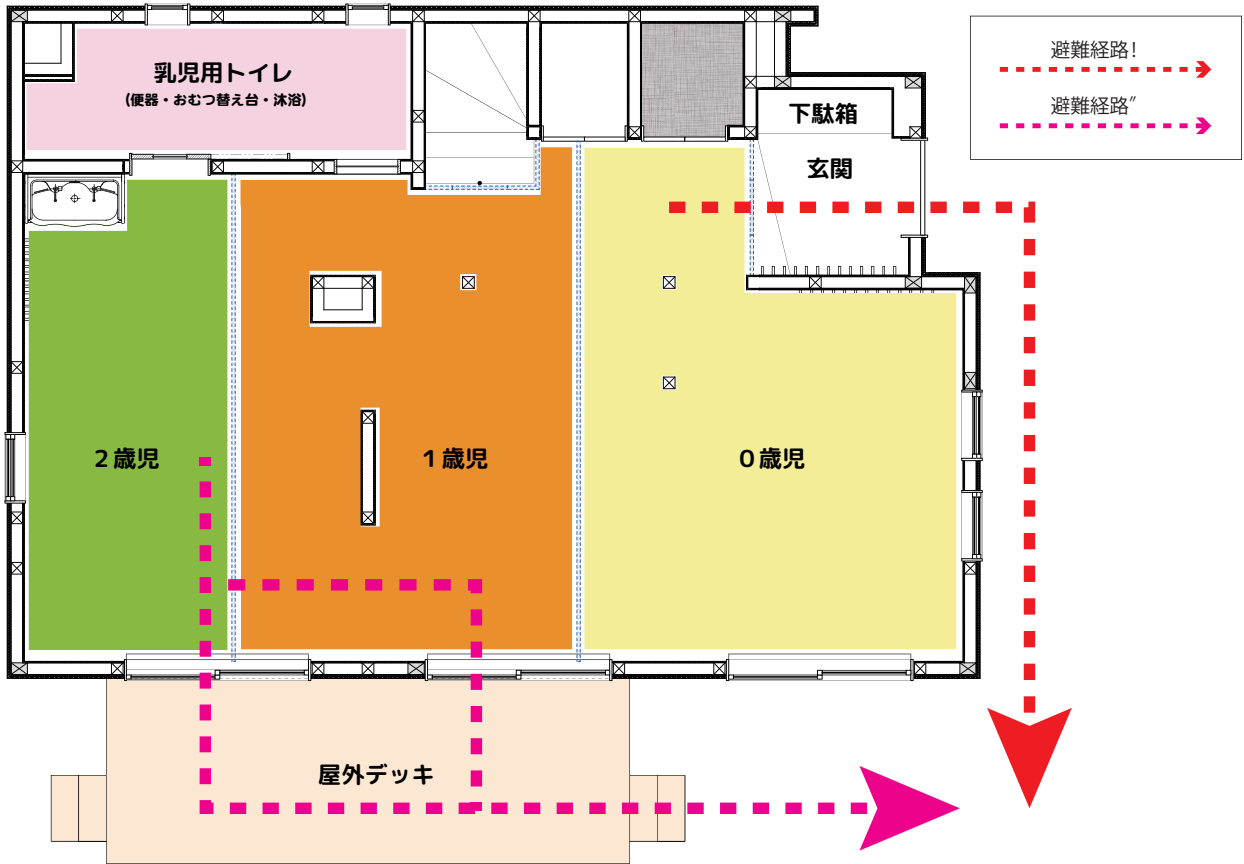 乳児用トイレ
(便器・おむつ替え台・沐浴)
下駄箱
玄関
避難経路!
避難経路″
2歳児
1歳児
0歳児
屋外デッキ